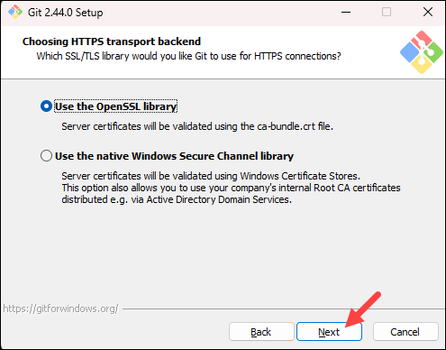 Git 2.44.0 Setup
Choosing HTTPS transport backend
Which SSL/TLS library would you like Git to use for HTTPS connections?
Use the OpenSSL library
Server certificates will be validated using the ca-bundle.crt file.
Use the native Windows Secure Channel library
Server certificates will be validated using Windows Certificate Stores.
This option also allows you to use your company's internal Root CA certificates
distributed e.g. via Active Directory Domain Services.
https://gitforwindows.org/
Back Next Cancel